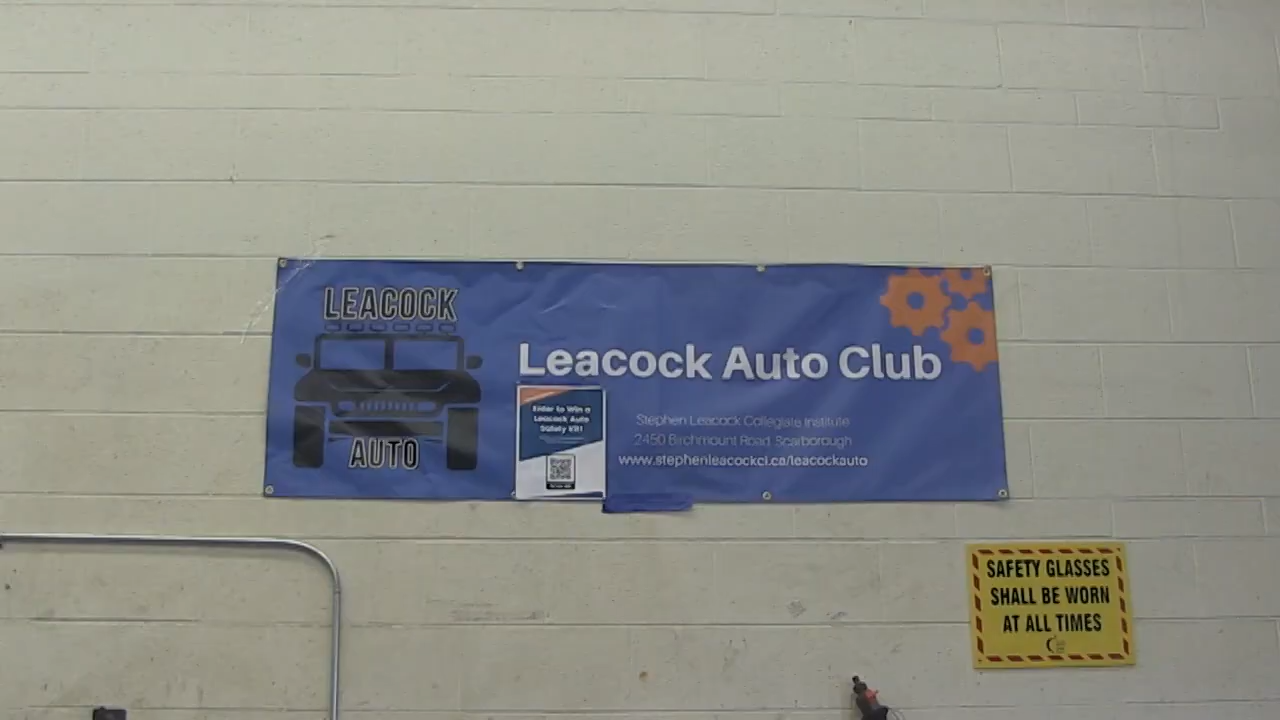 LEACOCK
AUTO
Leacock Auto Club
Stephen Leacock Collegiate Institute
2450 Birchmount Road, Scarborough
www.stephenleacockci.ca/leacockauto
Enter to Win a
Leacock Auto
Safety Kit!
SAFETY GLASSES
SHALL BE WORN
AT ALL TIMES